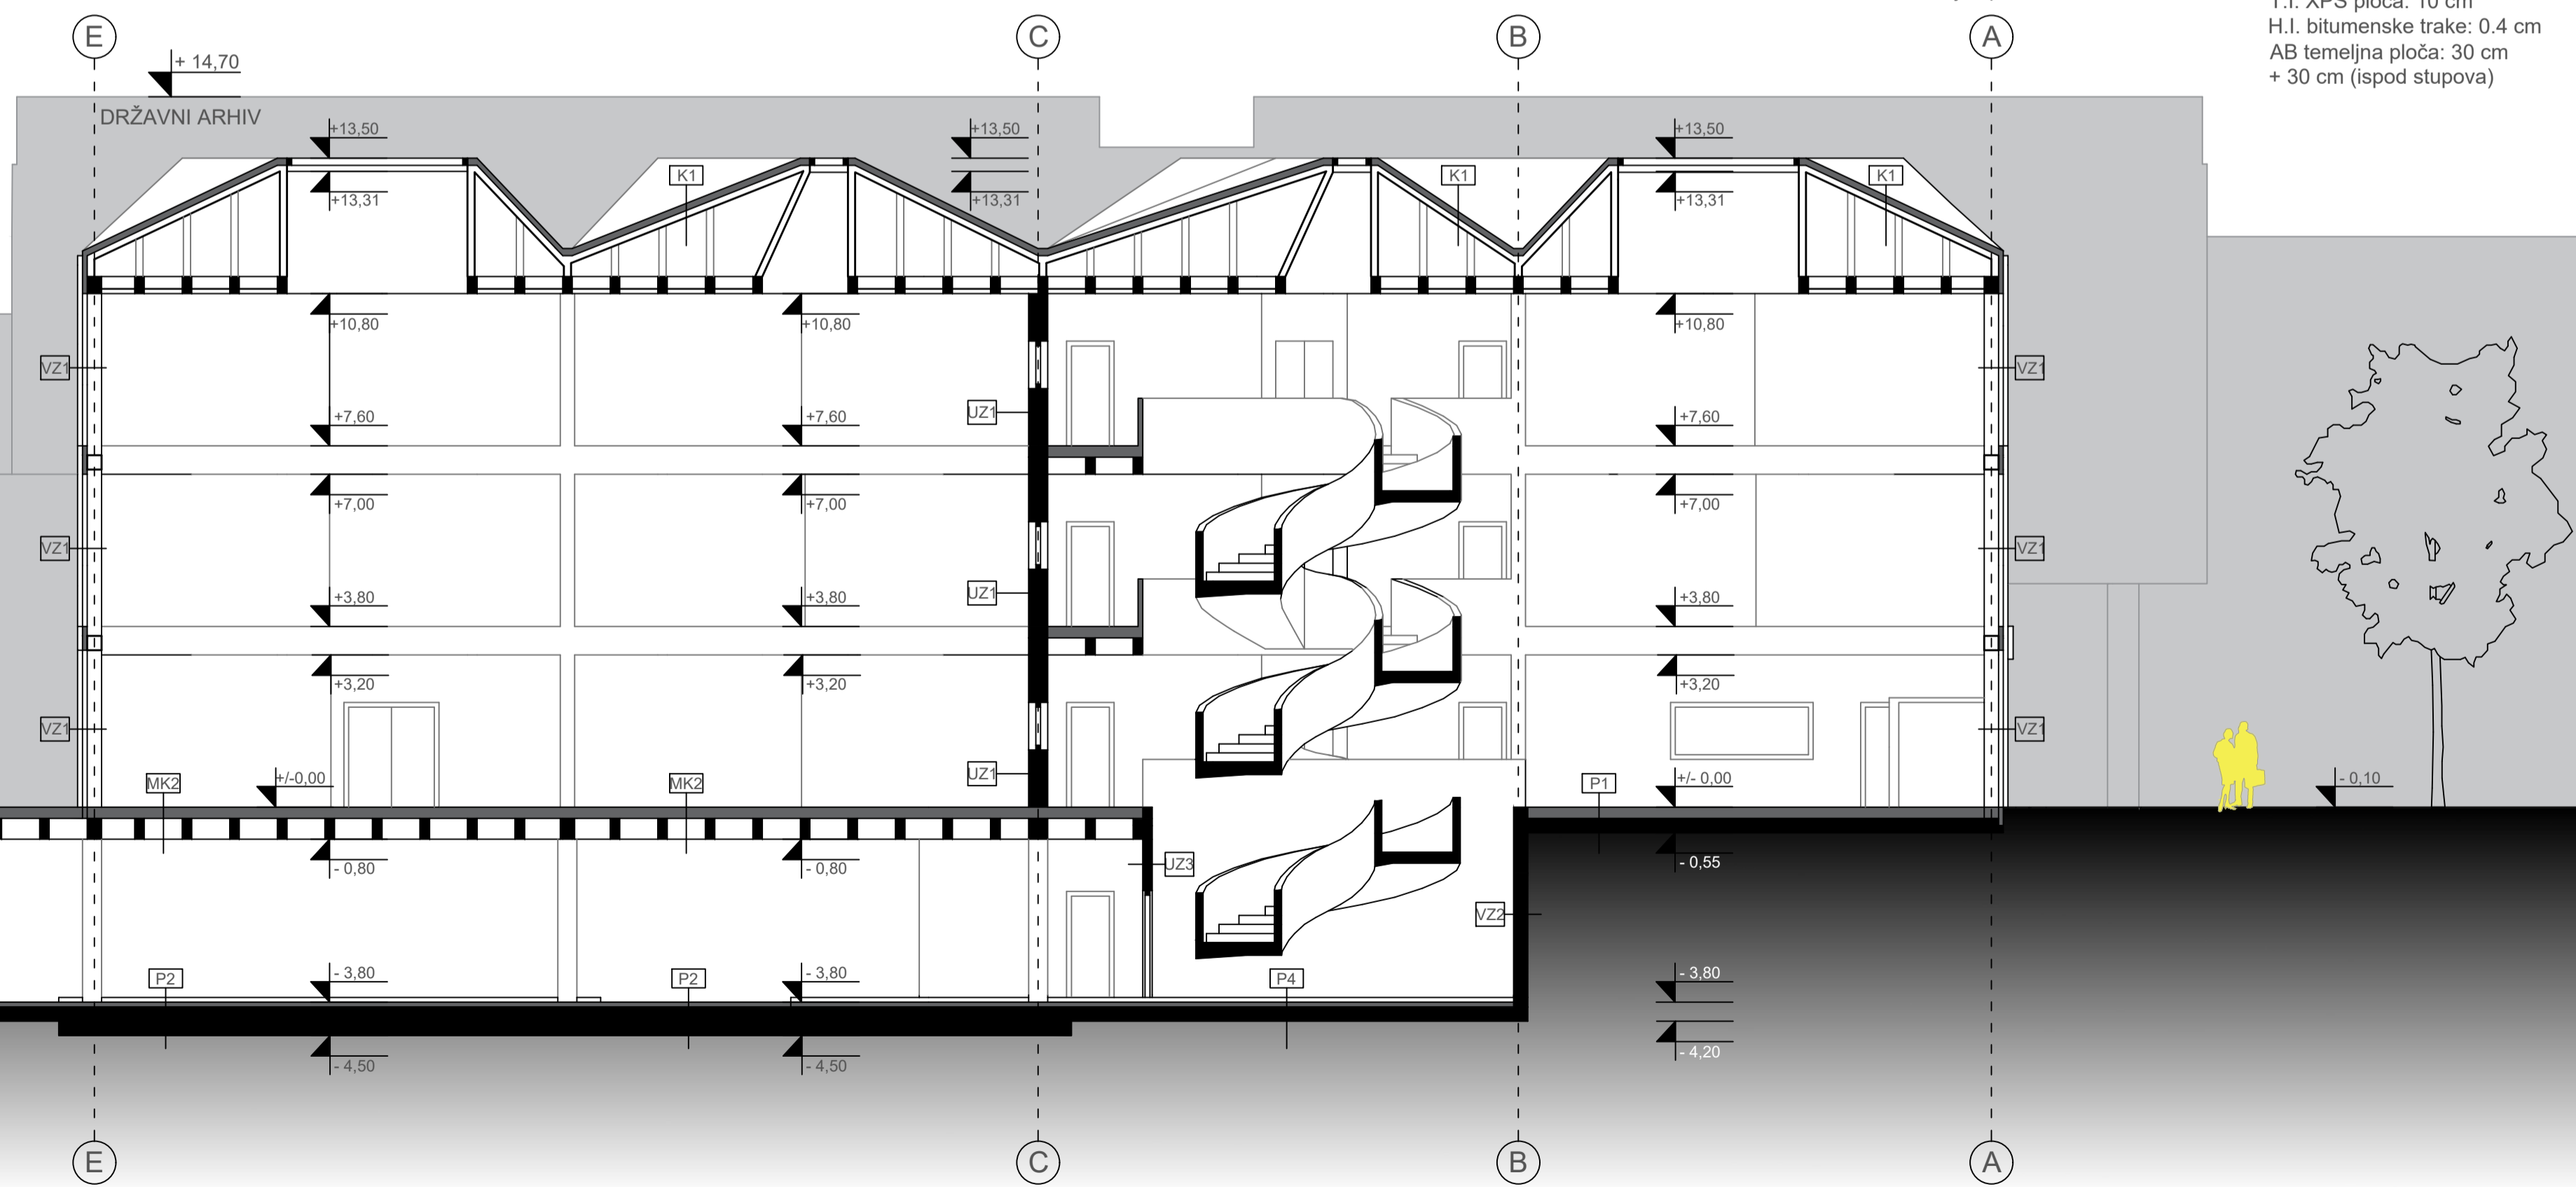 T.I. XPS ploča: 10 cm
H.I. bitumenske trake: 0.4 cm
AB temeljna ploča: 30 cm
+ 30 cm (ispod stupova)
E
C
B
A
+ 14,70
DRŽAVNI ARHIV
+13,50
+13,50
+13,50
K1
K1
K1
+13,31
+13,31
+13,31
+10,80
+10,80
+10,80
VZ1
VZ1
+7,60
+7,60
UZ1
+7,60
+7,00
+7,00
+7,00
VZ1
VZ1
+3,80
+3,80
UZ1
+3,80
+3,20
+3,20
+3,20
VZ1
VZ1
MK2
+/-0,00
MK2
UZ1
P1
+/- 0,00
- 0,10
- 0,80
- 0,80
UZ3
- 0,55
VZ2
P2
- 3,80
P2
- 3,80
P4
- 3,80
- 4,50
- 4,50
- 4,20
E
C
B
A